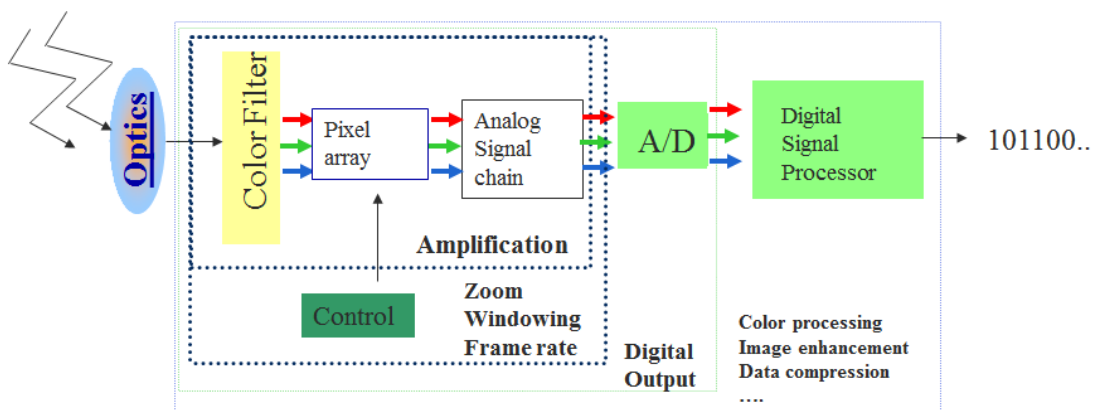 Optics
Color Filter
Pixel
array
Analog
Signal
chain
A/D
Digital
Signal
Processor
101100..
Amplification
Control
Zoom
Windowing
Frame rate
Digital
Output
Color processing
Image enhancement
Data compression
....